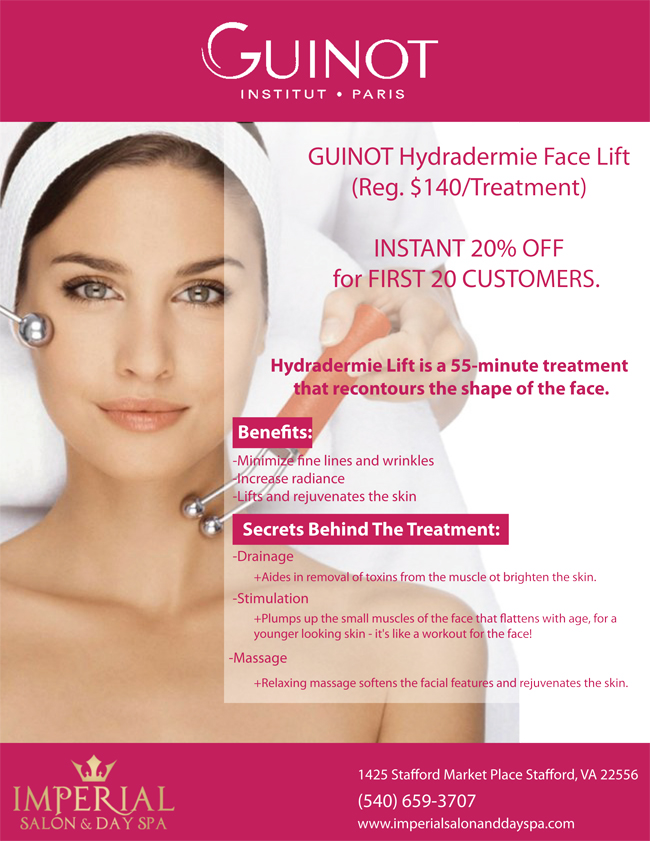 GUINOT
INSTITUT • PARIS
GUINOT Hydradermie Face Lift
(Reg. $140/Treatment)
INSTANT 20% OFF
for FIRST 20 CUSTOMERS.
Hydradermie Lift is a 55-minute treatment
that recontours the shape of the face.
Benefits:
-Minimize fine lines and wrinkles
-Increase radiance
-Lifts and rejuvenates the skin
Secrets Behind The Treatment:
-Drainage
+Aides in removal of toxins from the muscle ot brighten the skin.
-Stimulation
+Plumps up the small muscles of the face that flattens with age, for a
younger looking skin - it's like a workout for the face!
-Massage
+Relaxing massage softens the facial features and rejuvenates the skin.
IMPERIAL
SALON & DAY SPA
1425 Stafford Market Place Stafford, VA 22556
(540) 659-3707
www.imperialsalonanddayspa.com